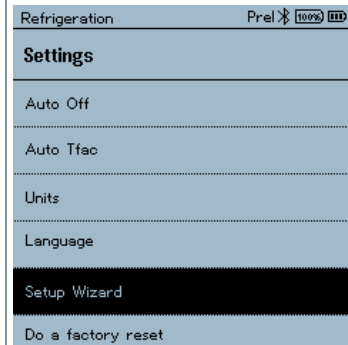 Refrigeration Prel 100%
Settings
Auto Off
Auto Tfac
Units
Language
Setup Wizard
Do a factory reset